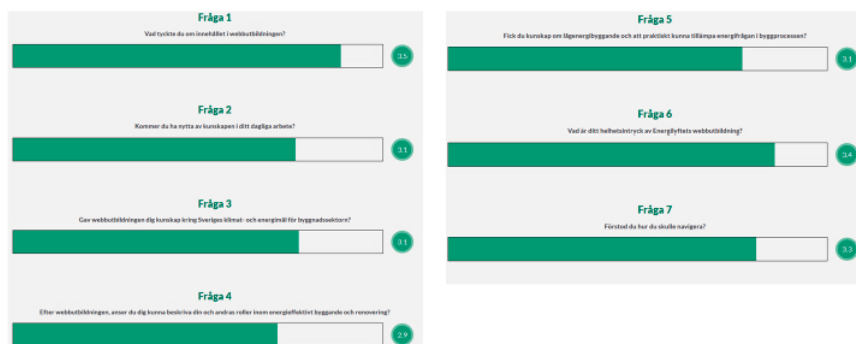 Fråga 1
Vad tyckte du om innehållet i webbutbildningen?
3.5
Fråga 2
Kommer du ha nytta av kunskapen i ditt dagliga arbete?
3.1
Fråga 3
Gav webbutbildningen dig kunskap kring Sveriges klimat- och energimål för byggnadssektorn?
3.1
Fråga 4
Efter webbutbildningen, anser du dig kunna beskriva din och andras roller inom energieffektivt byggande och renovering?
2.9
Fråga 5
Fick du kunskap om lågenergibyggande och att praktiskt kunna tillämpa energifrågan i byggprocessen?
3.1
Fråga 6
Vad är ditt helhetsintryck av Energilyftets webbutbildning?
3.4
Fråga 7
Förstod du hur du skulle navigera?
3.3